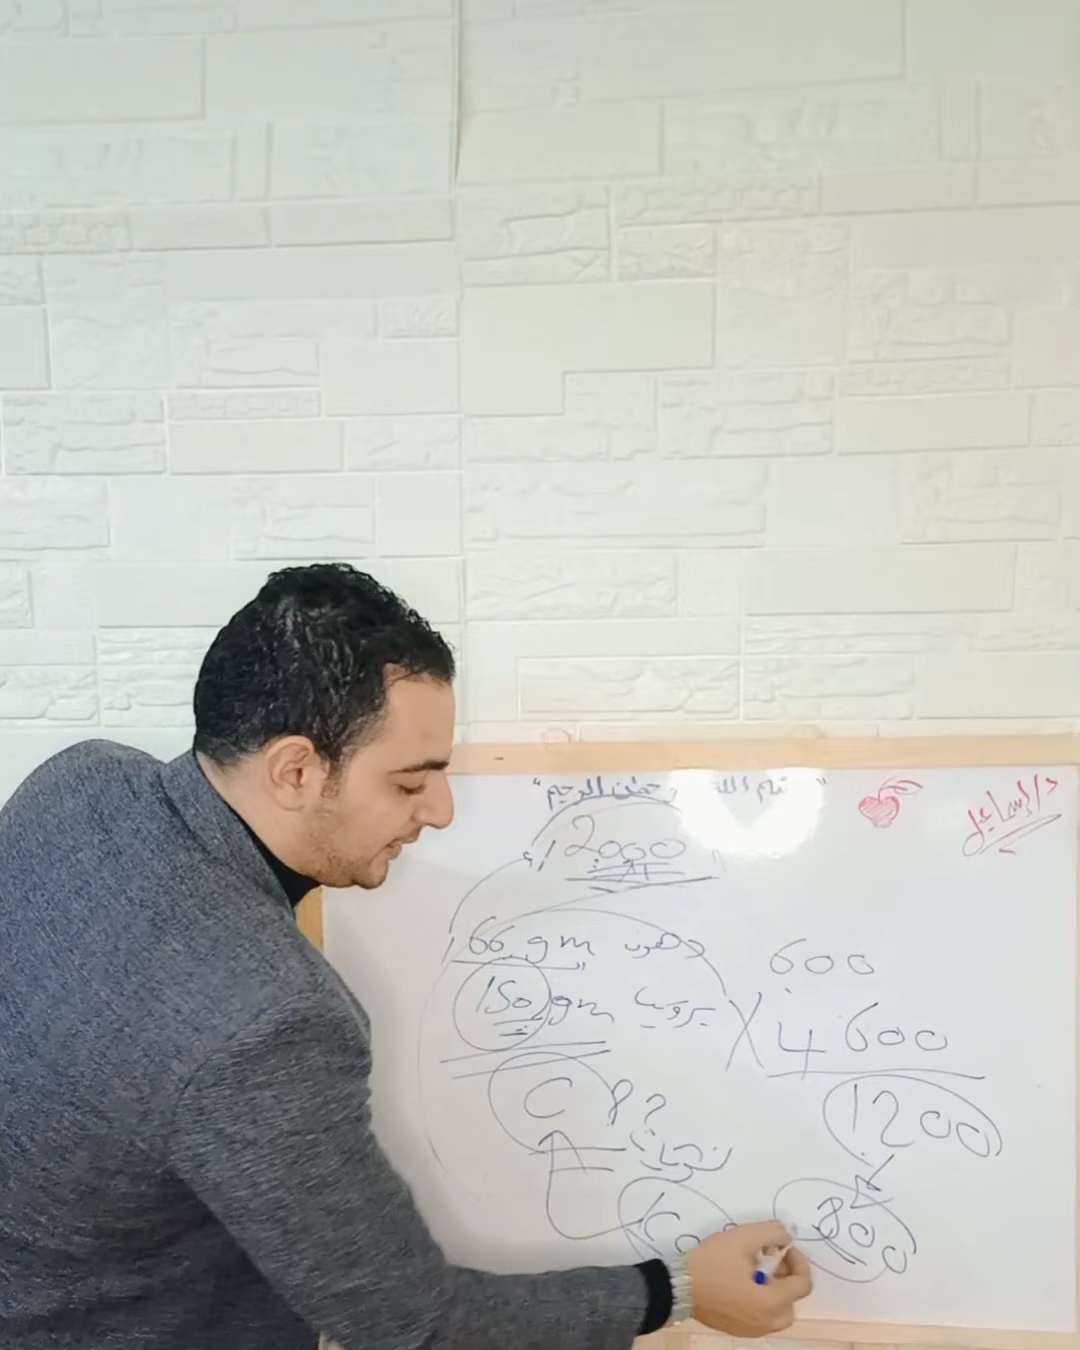 "بسم الله الرحمن الرحيم"
د/إسماعيل
2000
66 gm دهون
150 gm بروتين
C ??
نشويات
600
× 4 600
1200
800